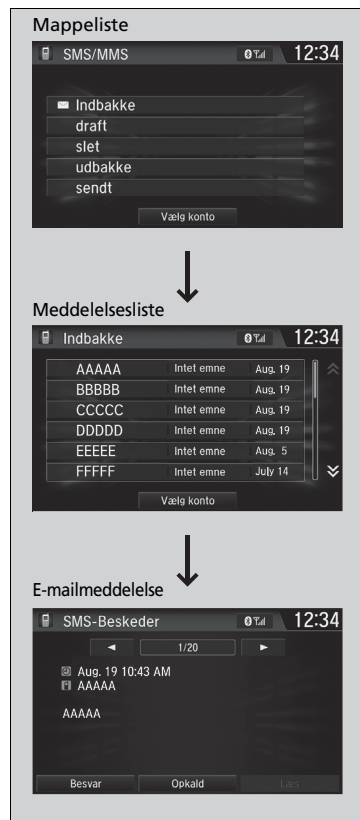 Mappeliste
SMS/MMS 12:34
Indbakke
draft
slet
udbakke
sendt
Vælg konto
Meddelelsesliste
Indbakke 12:34
AAAAA Intet emne Aug. 19
BBBBB Intet emne Aug. 19
CCCCC Intet emne Aug. 19
DDDDD Intet emne Aug. 19
EEEEE Intet emne Aug. 5
FFFFF Intet emne July 14
Vælg konto
E-mailmeddelelse
SMS-Beskeder 12:34
1/20
Aug. 19 10:43 AM
AAAAA
AAAAA
Besvar Opkald Læs